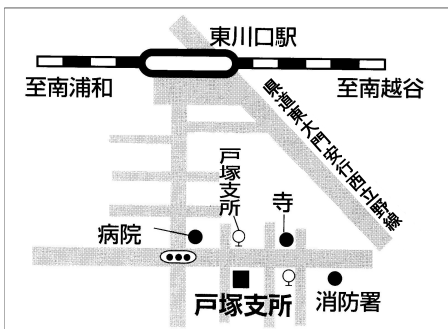 東川口駅
至南浦和
至南越谷
県道東大門安行西立野線
戸塚支所
寺
病院
戸塚支所
消防署